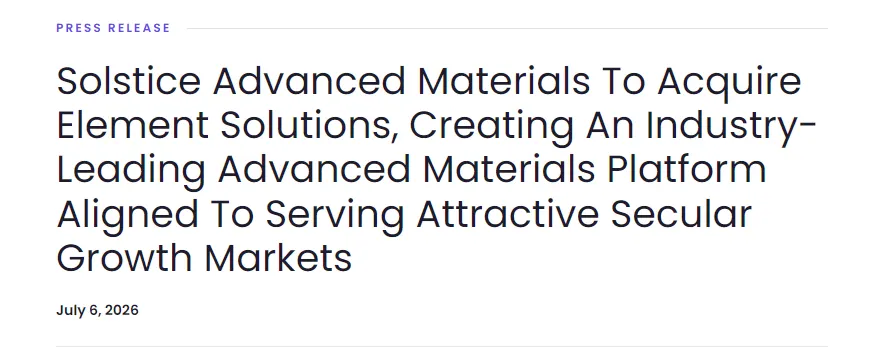 PRESS RELEASE
Solstice Advanced Materials To Acquire
Element Solutions, Creating An Industry-
Leading Advanced Materials Platform
Aligned To Serving Attractive Secular
Growth Markets
July 6, 2026